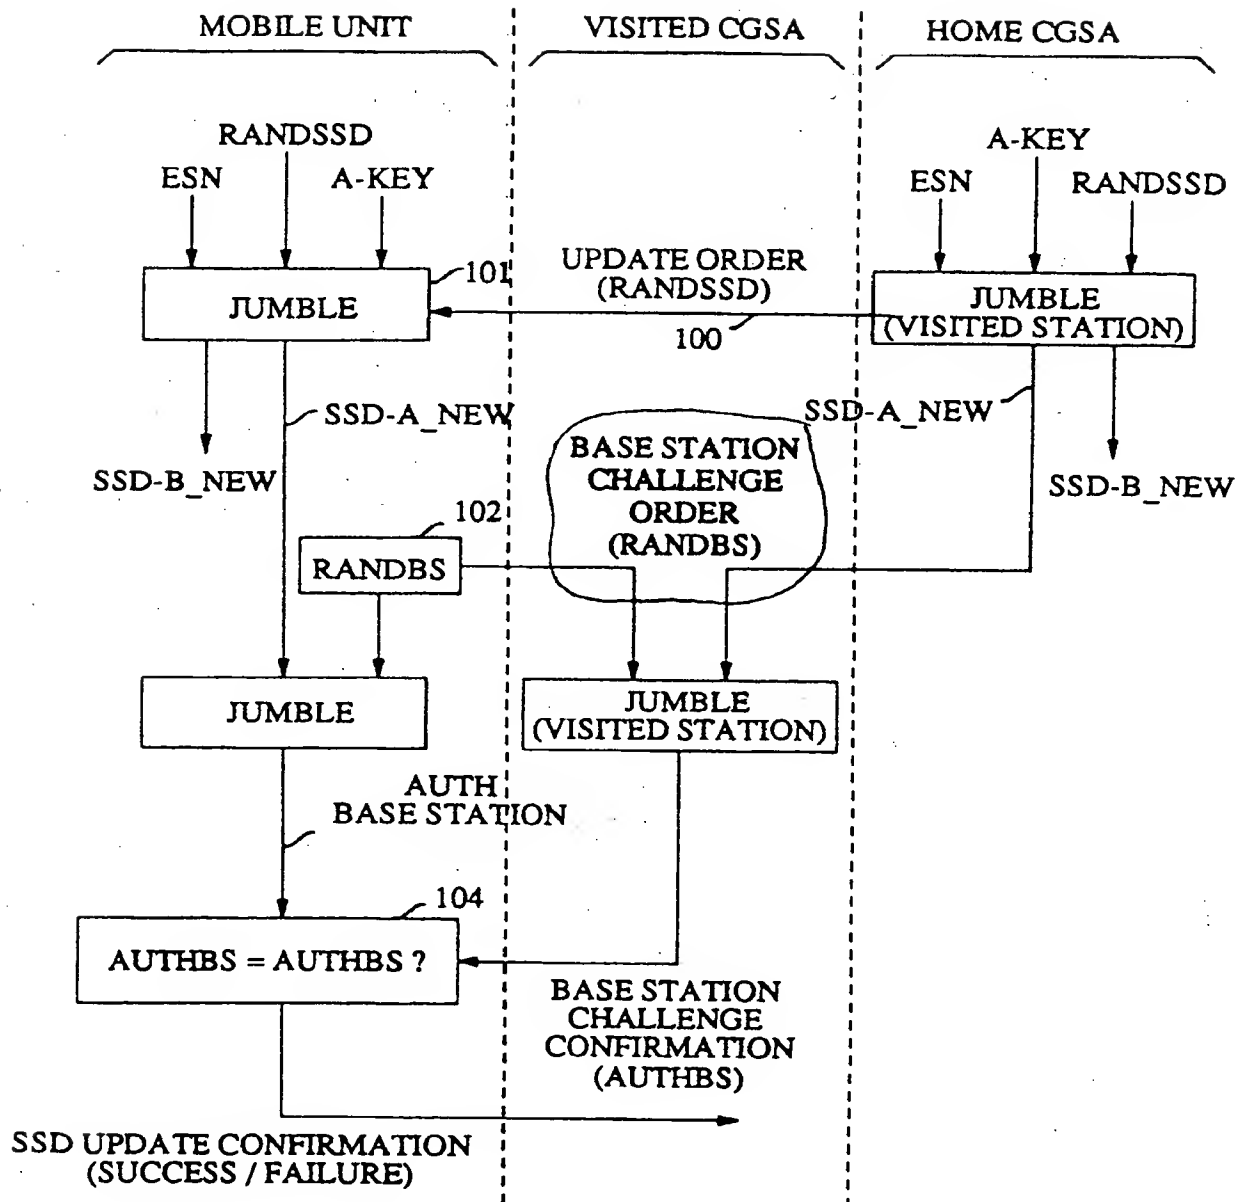 MOBILE UNIT
VISITED CGSA
HOME CGSA
RANDSSD
ESN
A-KEY
A-KEY
ESN
RANDSSD
101
JUMBLE
UPDATE ORDER
(RANDSSD)
100
JUMBLE
(VISITED STATION)
SSD-A_NEW
SSD-B_NEW
SSD-A_NEW
SSD-B_NEW
BASE STATION
CHALLENGE
ORDER
(RANDBS)
102
RANDBS
JUMBLE
JUMBLE
(VISITED STATION)
AUTH
BASE STATION
104
AUTHBS = AUTHBS ?
BASE STATION
CHALLENGE
CONFIRMATION
(AUTHBS)
SSD UPDATE CONFIRMATION
(SUCCESS / FAILURE)